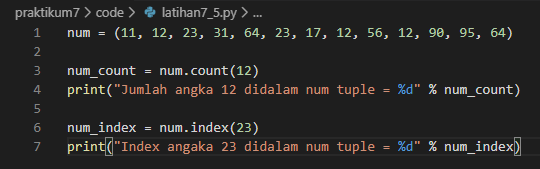 praktikum7 > code > latihan7_5.py > ...
1 num = (11, 12, 23, 31, 64, 23, 17, 12, 56, 12, 90, 95, 64)
2
3 num_count = num.count(12)
4 print("Jumlah angka 12 didalam num tuple = %d" % num_count)
5
6 num_index = num.index(23)
7 print("Index angaka 23 didalam num tuple = %d" % num_index)